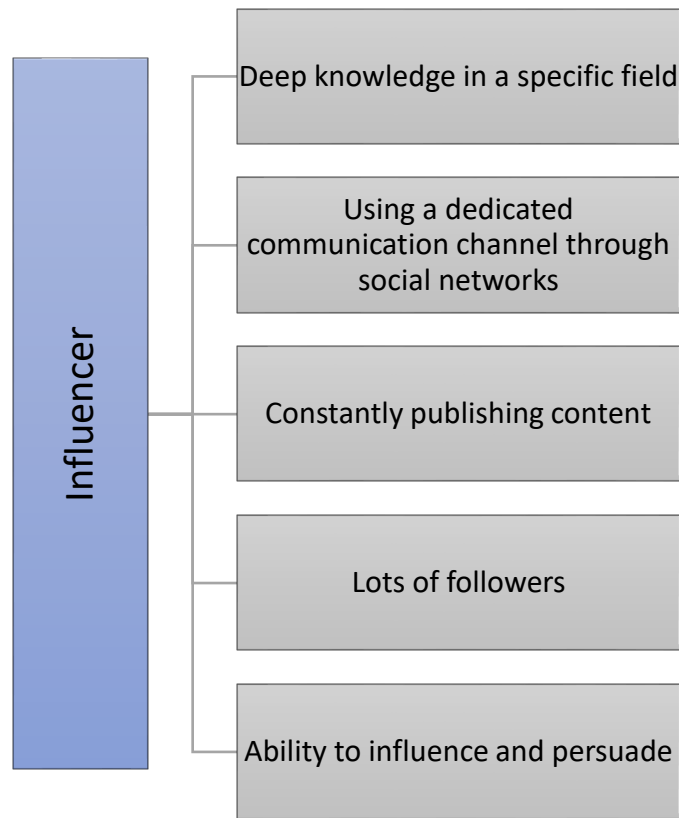 Influencer
Deep knowledge in a specific field
Using a dedicated
communication channel through
social networks
Constantly publishing content
Lots of followers
Ability to influence and persuade